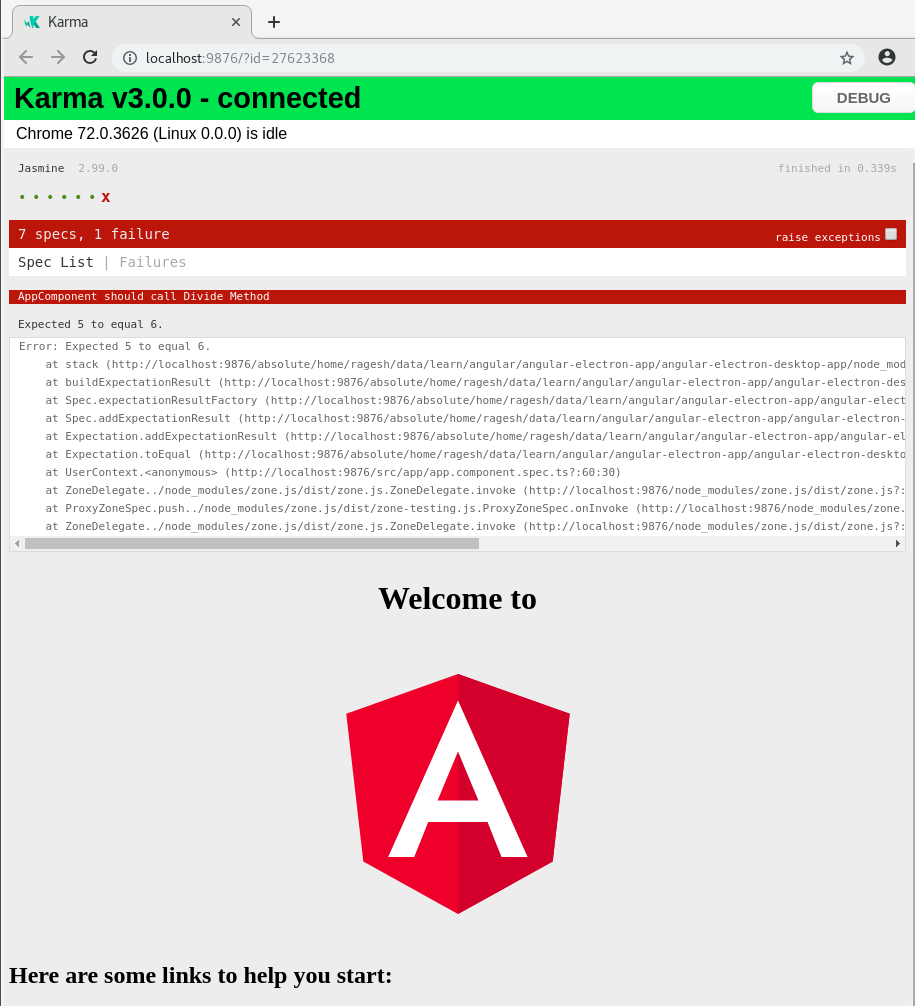 Karma
localhost:9876/?id=27623368
Karma v3.0.0 - connected
DEBUG
Chrome 72.0.3626 (Linux 0.0.0) is idle
Jasmine 2.99.0 finished in 0.339s
• • • • • • x
7 specs, 1 failure raise exceptions
Spec List | Failures
AppComponent should call Divide Method
Expected 5 to equal 6.
Error: Expected 5 to equal 6.
at stack (http://localhost:9876/absolute/home/ragesh/data/learn/angular/angular-electron-app/angular-electron-desktop-app/node_mod
at buildExpectationResult (http://localhost:9876/absolute/home/ragesh/data/learn/angular/angular-electron-app/angular-electron-des
at Spec.expectationResultFactory (http://localhost:9876/absolute/home/ragesh/data/learn/angular/angular-electron-app/angular-elect
at Spec.addExpectationResult (http://localhost:9876/absolute/home/ragesh/data/learn/angular/angular-electron-app/angular-electron-
at Expectation.addExpectationResult (http://localhost:9876/absolute/home/ragesh/data/learn/angular/angular-electron-app/angular-el
at Expectation.toEqual (http://localhost:9876/absolute/home/ragesh/data/learn/angular/angular-electron-app/angular-electron-deskto
at UserContext.<anonymous> (http://localhost:9876/src/app/app.component.spec.ts?:60:30)
at ZoneDelegate../node_modules/zone.js/dist/zone.js.ZoneDelegate.invoke (http://localhost:9876/node_modules/zone.js/dist/zone.js?:
at ProxyZoneSpec.push../node_modules/zone.js/dist/zone-testing.js.ProxyZoneSpec.onInvoke (http://localhost:9876/node_modules/zone.
at ZoneDelegate../node_modules/zone.js/dist/zone.js.ZoneDelegate.invoke (http://localhost:9876/node_modules/zone.js/dist/zone.js?:
Welcome to
A
Here are some links to help you start: